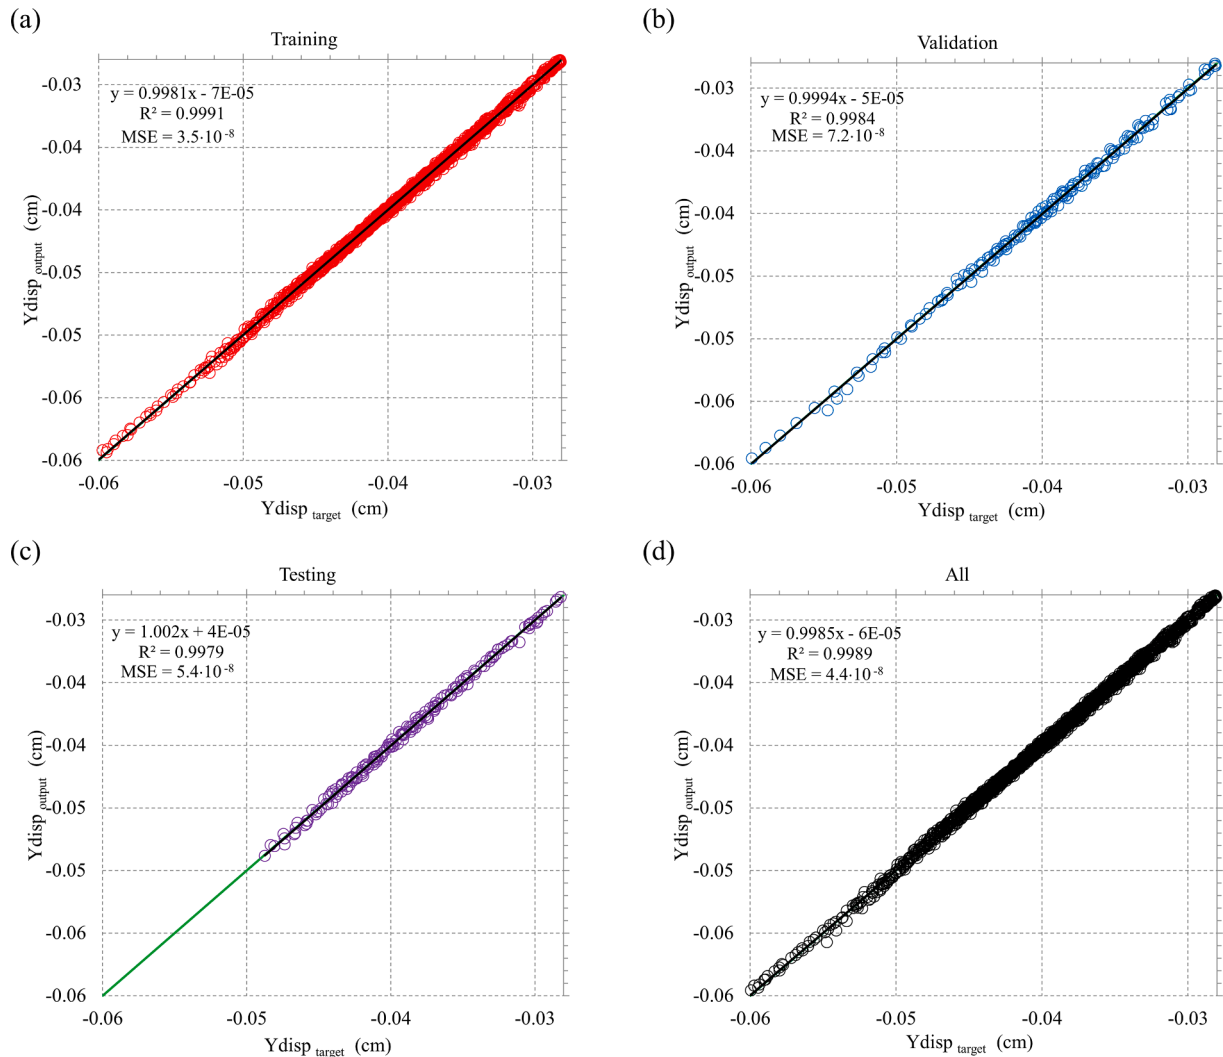 (a)
Training
y = 0.9981x - 7E-05
R² = 0.9991
MSE = 3.5·10 -8
-0.03
-0.04
-0.04
-0.05
-0.05
-0.06
-0.06
Ydisp output (cm)
-0.06 -0.05 -0.04 -0.03
Ydisp target (cm)
(b)
Validation
y = 0.9994x - 5E-05
R² = 0.9984
MSE = 7.2·10 -8
-0.03
-0.04
-0.04
-0.05
-0.05
-0.06
-0.06
Ydisp output (cm)
-0.06 -0.05 -0.04 -0.03
Ydisp target (cm)
(c)
Testing
y = 1.002x + 4E-05
R² = 0.9979
MSE = 5.4·10 -8
-0.03
-0.04
-0.04
-0.05
-0.05
-0.06
-0.06
Ydisp output (cm)
-0.06 -0.05 -0.04 -0.03
Ydisp target (cm)
(d)
All
y = 0.9985x - 6E-05
R² = 0.9989
MSE = 4.4·10 -8
-0.03
-0.04
-0.04
-0.05
-0.05
-0.06
-0.06
Ydisp output (cm)
-0.06 -0.05 -0.04 -0.03
Ydisp target (cm)